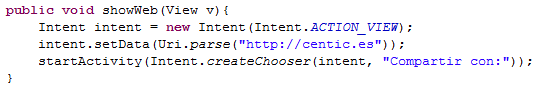 public void showWeb(View v){
    Intent intent = new Intent(Intent.ACTION_VIEW);
    intent.setData(Uri.parse("http://centic.es"));
    startActivity(Intent.createChooser(intent, "Compartir con:"));
}